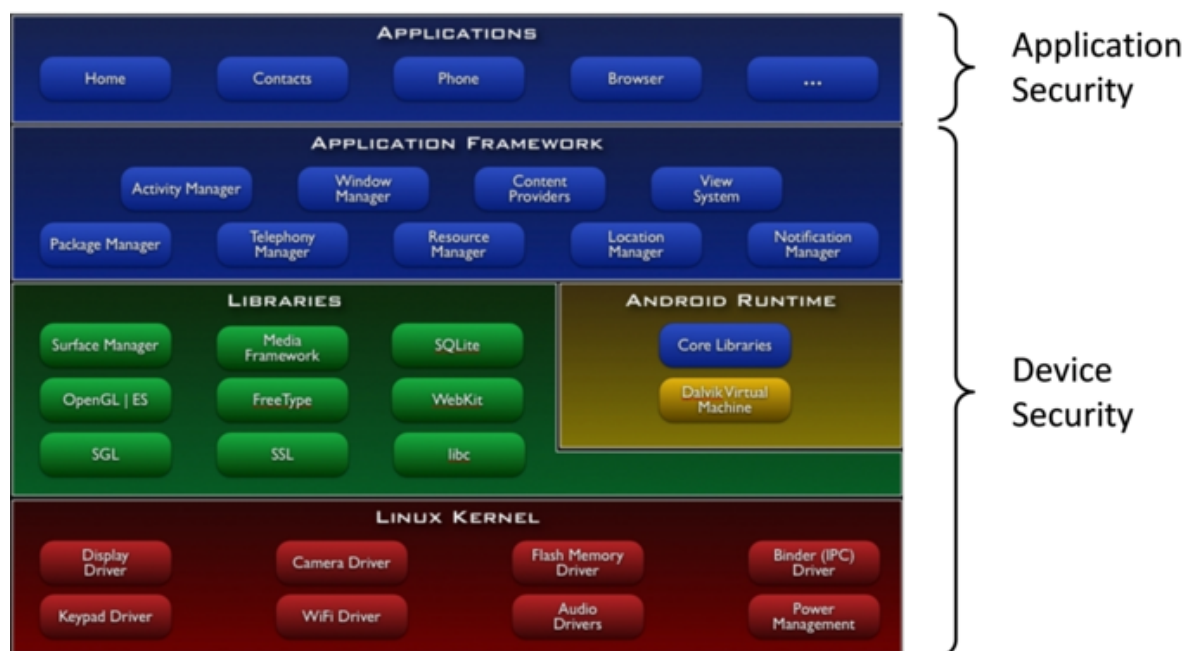 APPLICATIONS
Home
Contacts
Phone
Browser
...
Application
Security
APPLICATION FRAMEWORK
Activity Manager
Window
Manager
Content
Providers
View
System
Package Manager
Telephony
Manager
Resource
Manager
Location
Manager
Notification
Manager
LIBRARIES
Surface Manager
Media
Framework
SQLite
OpenGL | ES
FreeType
WebKit
SGL
SSL
libc
ANDROID RUNTIME
Core Libraries
Dalvik Virtual
Machine
Device
Security
LINUX KERNEL
Display
Driver
Camera Driver
Flash Memory
Driver
Binder (IPC)
Driver
Keypad Driver
WiFi Driver
Audio
Drivers
Power
Management